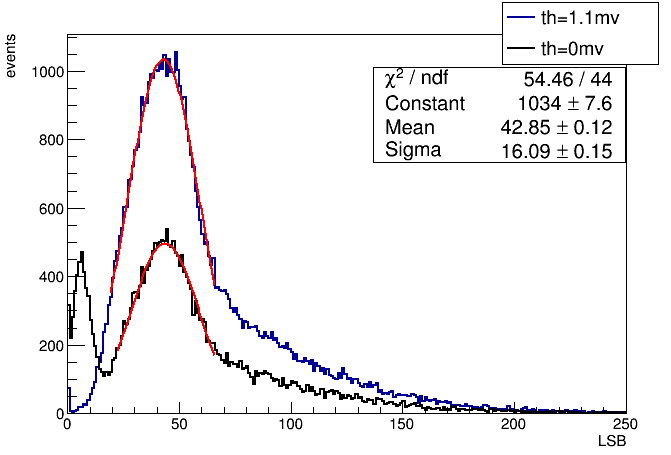 th=1.1mv
th=0mv
events
χ² / ndf 54.46 / 44
Constant 1034 ± 7.6
Mean 42.85 ± 0.12
Sigma 16.09 ± 0.15
1000
800
600
400
200
0
0 50 100 150 200 250
LSB